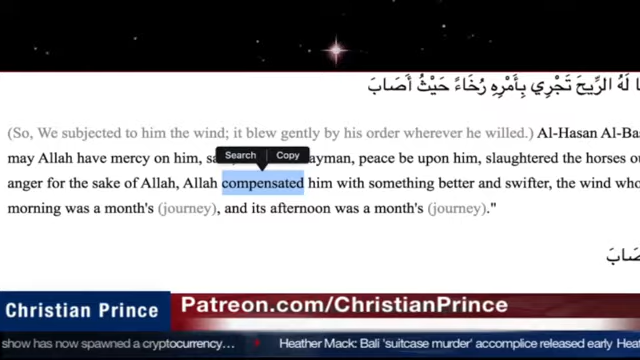 لَهُ الرِّيحَ تَجْرِي بِأَمْرِهِ رُخَاءً حَيْثُ أَصَابَ
(So, We subjected to him the wind; it blew gently by his order wherever he willed.) Al-Hasan Al-Bas
may Allah have mercy on him, sa Search Copy ayman, peace be upon him, slaughtered the horses ou
anger for the sake of Allah, Allah compensated him with something better and swifter, the wind who
morning was a month's (journey), and its afternoon was a month's (journey)."
Christian Prince
Patreon.com/ChristianPrince
show has now spawned a cryptocurrency... Heather Mack: Bali 'suitcase murder' accomplice released early Hea